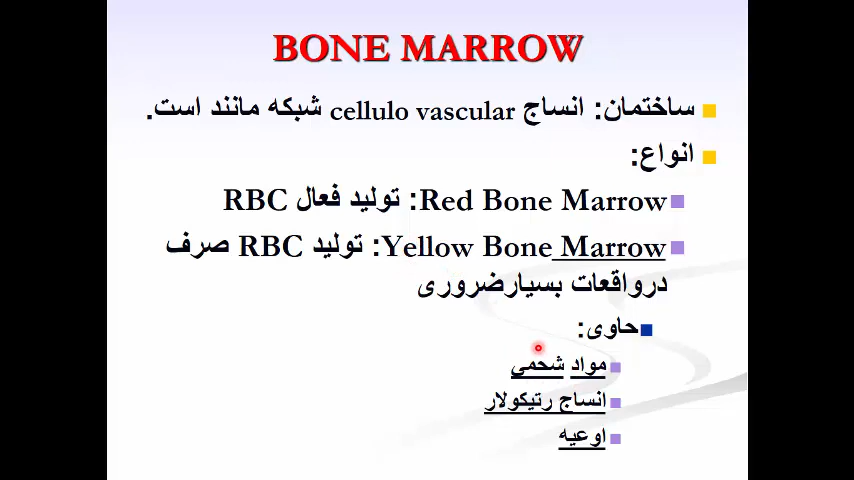 BONE MARROW
ساختمان: انساج cellulo vascular شبکه مانند است.
انواع:
Red Bone Marrow: تولید فعال RBC
Yellow Bone Marrow: تولید RBC صرف
درواقعات بسیارضروری
حاوی:
مواد شحمی
انساج رتیکولار
اوعیه